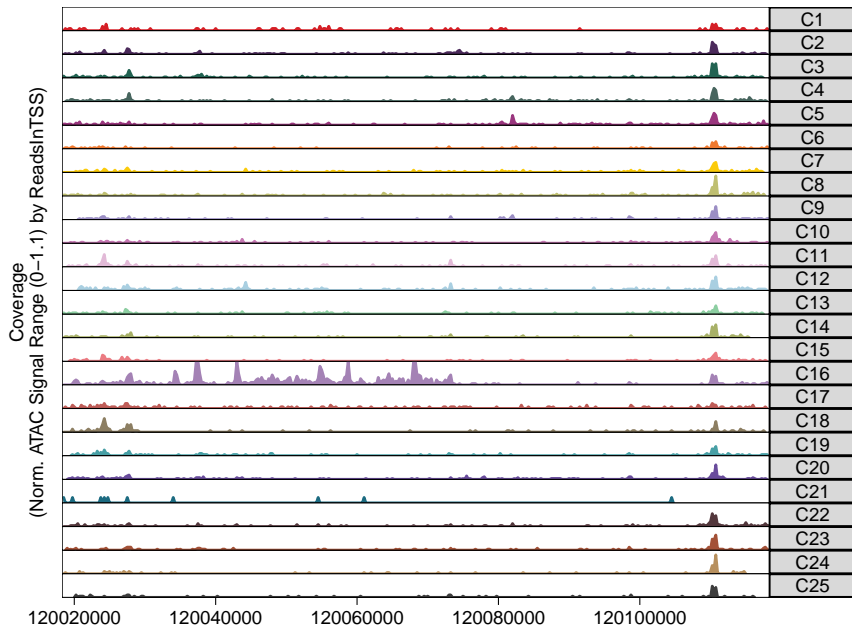 Coverage
(Norm. ATAC Signal Range (0−1.1) by ReadsInTSS)
C1
C2
C3
C4
C5
C6
C7
C8
C9
C10
C11
C12
C13
C14
C15
C16
C17
C18
C19
C20
C21
C22
C23
C24
C25
120020000 120040000 120060000 120080000 120100000